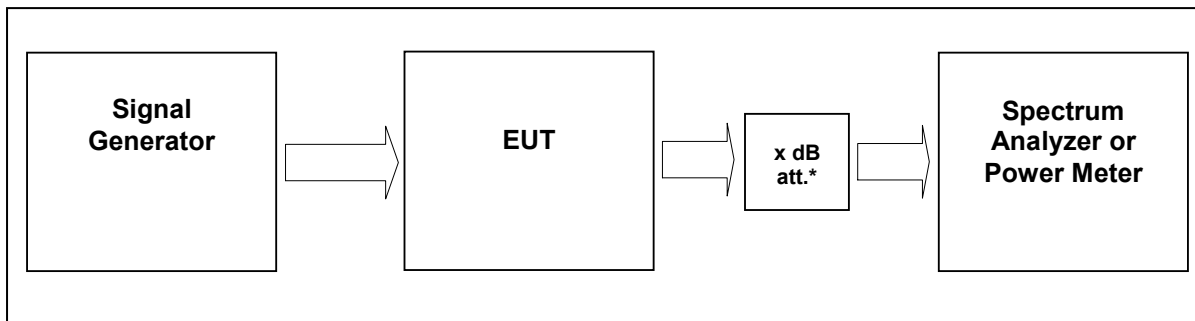 Signal
Generator
EUT
x dB
att.*
Spectrum
Analyzer or
Power Meter